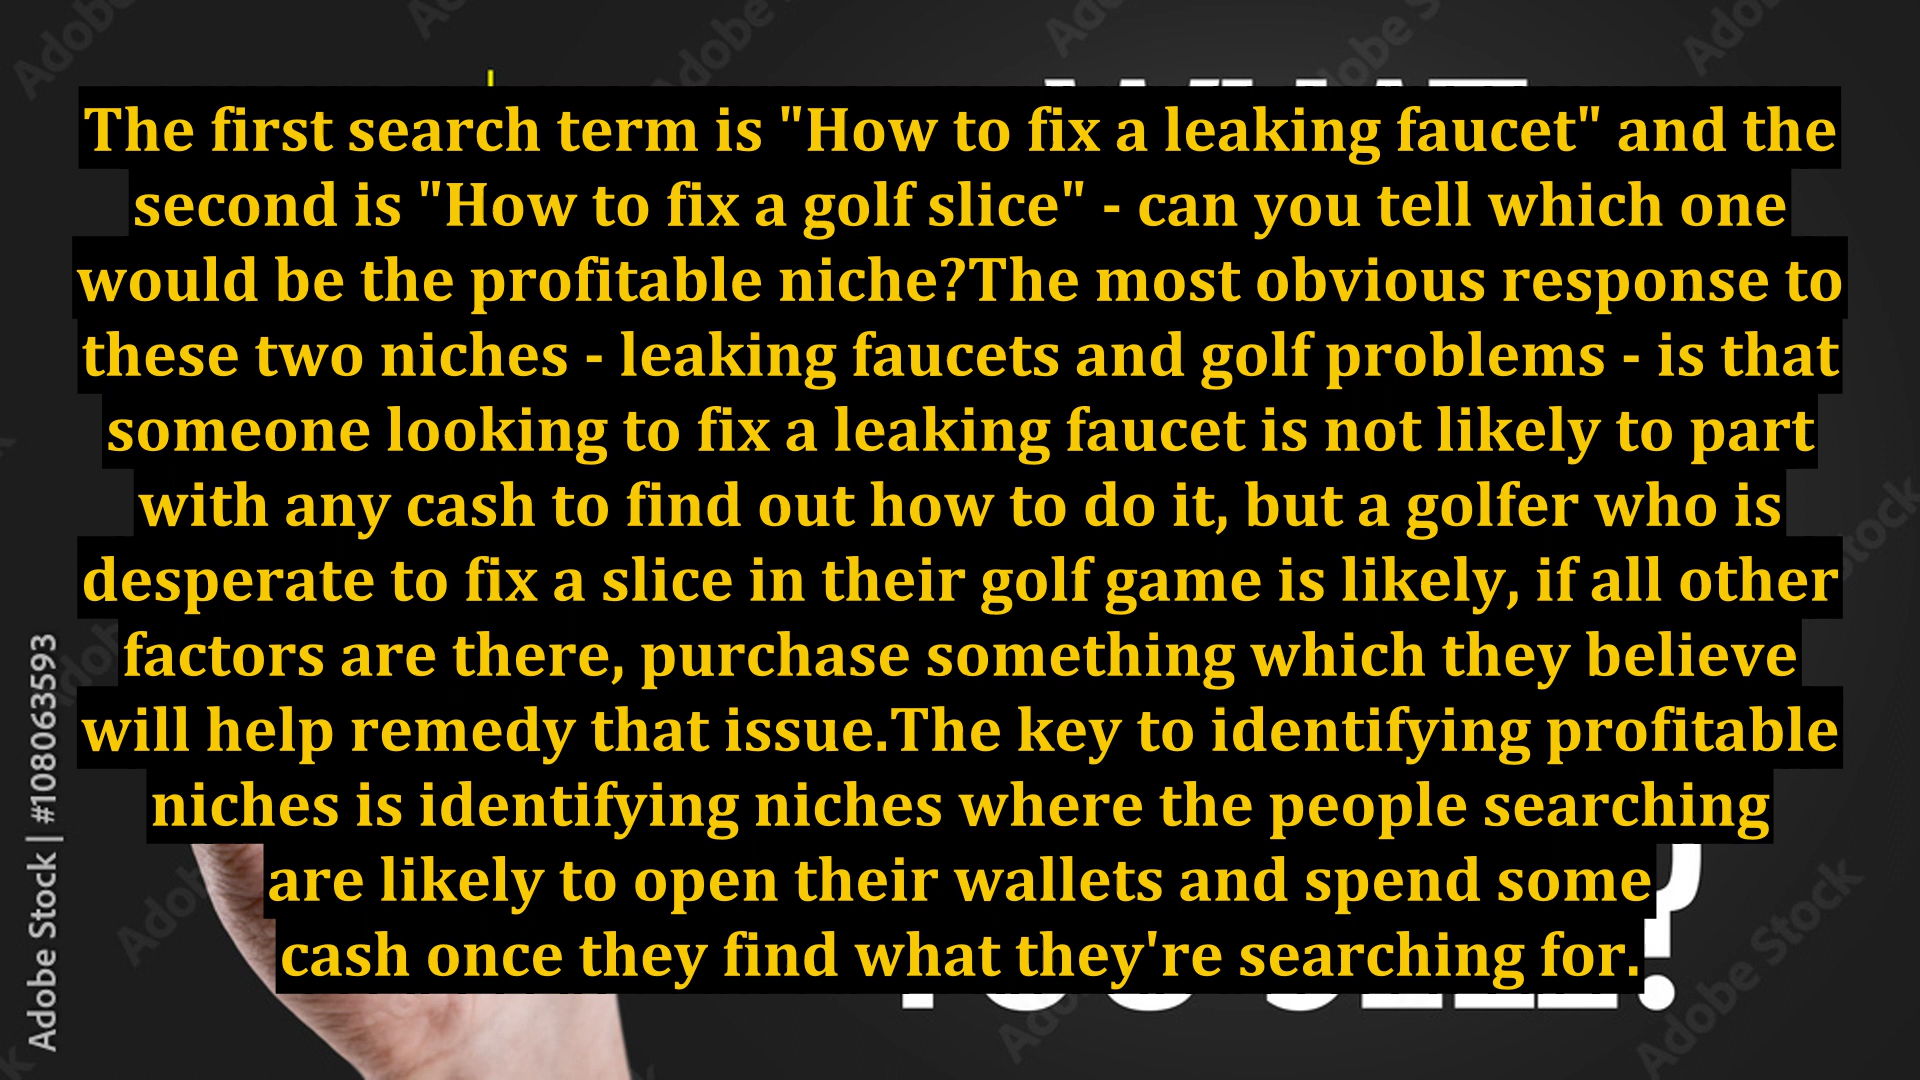 The first search term is "How to fix a leaking faucet" and the
second is "How to fix a golf slice" - can you tell which one
would be the profitable niche?The most obvious response to
these two niches - leaking faucets and golf problems - is that
someone looking to fix a leaking faucet is not likely to part
with any cash to find out how to do it, but a golfer who is
desperate to fix a slice in their golf game is likely, if all other
factors are there, purchase something which they believe
will help remedy that issue.The key to identifying profitable
niches is identifying niches where the people searching
are likely to open their wallets and spend some
cash once they find what they're searching for.
Adobe Stock | #108063593